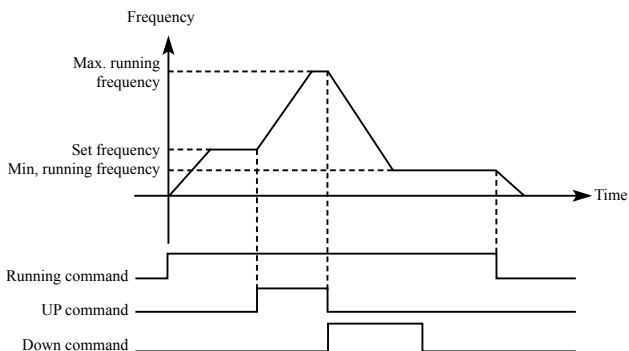 Frequency
Max. running
frequency
Set frequency
Min, running frequency
Time
Running command
UP command
Down command